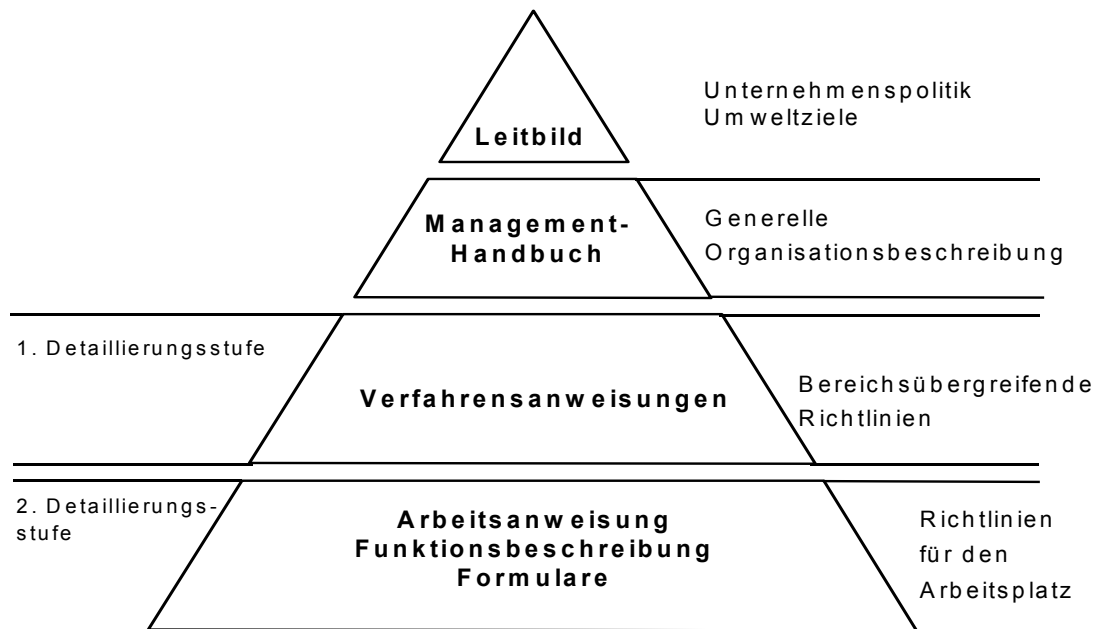 Unternehmenspolitik
Umweltziele
Leitbild
Management-
Handbuch
Generelle
Organisationsbeschreibung
1. Detaillierungsstufe
Verfahrensanweisungen
Bereichsübergreifende
Richtlinien
2. Detaillierungs-
stufe
Arbeitsanweisung
Funktionsbeschreibung
Formulare
Richtlinien
für den
Arbeitsplatz